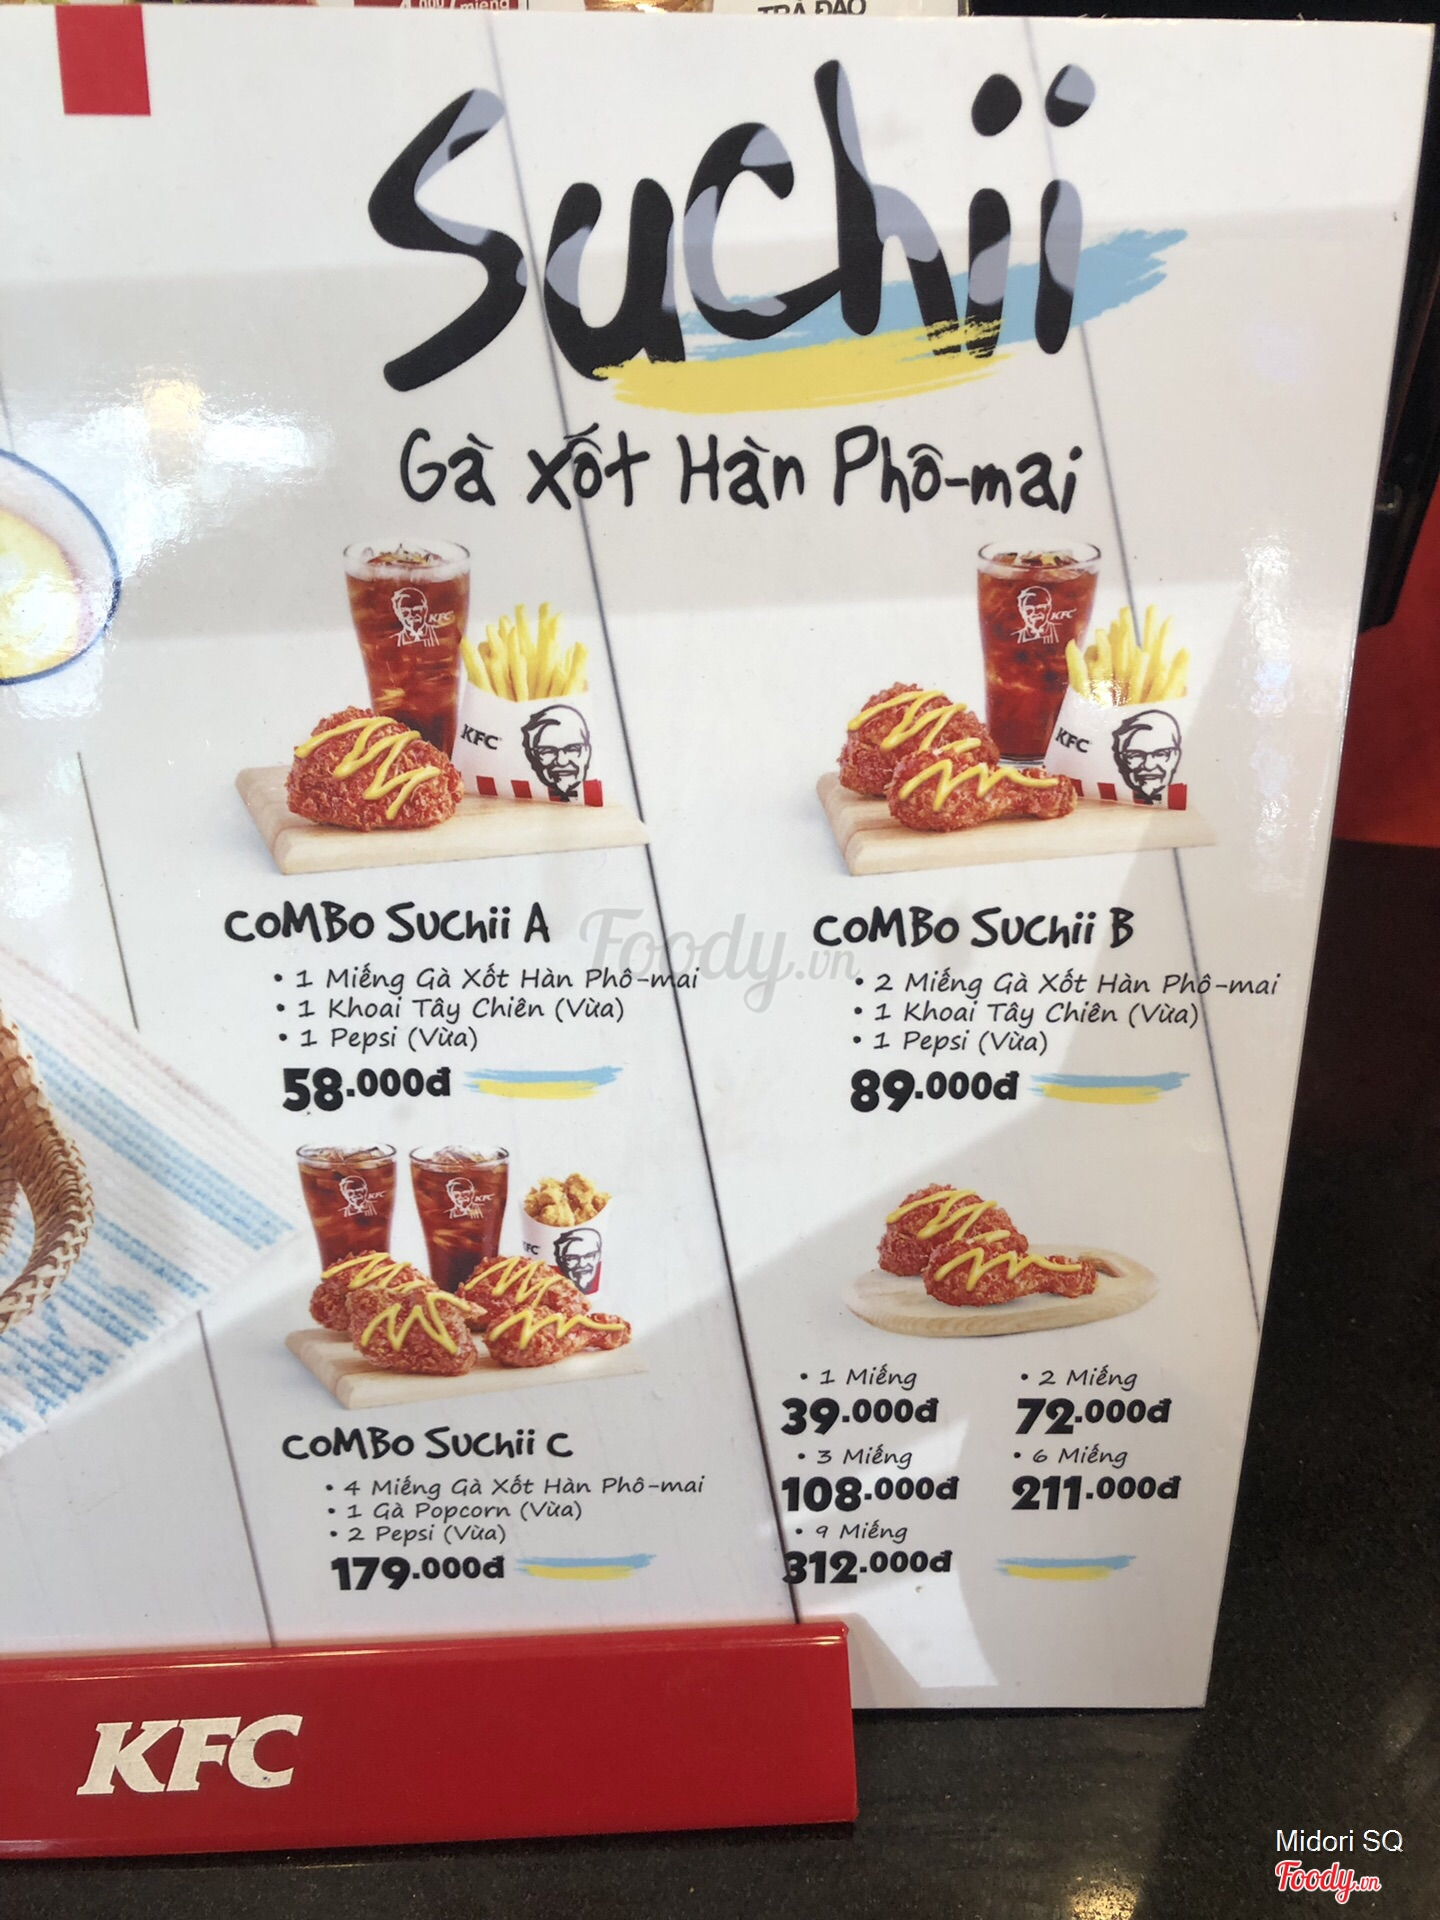 TRÀ ĐÀO
Suchii
Gà Xốt Hàn Phô-mai
KFC
KFC
KFC
KFC
COMBO Suchii A
• 1 Miếng Gà Xốt Hàn Phô-mai
• 1 Khoai Tây Chiên (Vừa)
• 1 Pepsi (Vừa)
58.000đ
COMBO Suchii B
• 2 Miếng Gà Xốt Hàn Phô-mai
• 1 Khoai Tây Chiên (Vừa)
• 1 Pepsi (Vừa)
89.000đ
Foody.vn
KFC
KFC
KFC
COMBO Suchii C
• 4 Miếng Gà Xốt Hàn Phô-mai
• 1 Gà Popcorn (Vừa)
• 2 Pepsi (Vừa)
179.000đ
• 1 Miếng
39.000đ
• 2 Miếng
72.000đ
• 3 Miếng
108.000đ
• 6 Miếng
211.000đ
• 9 Miếng
312.000đ
KFC
Midori SQ
Foody.vn